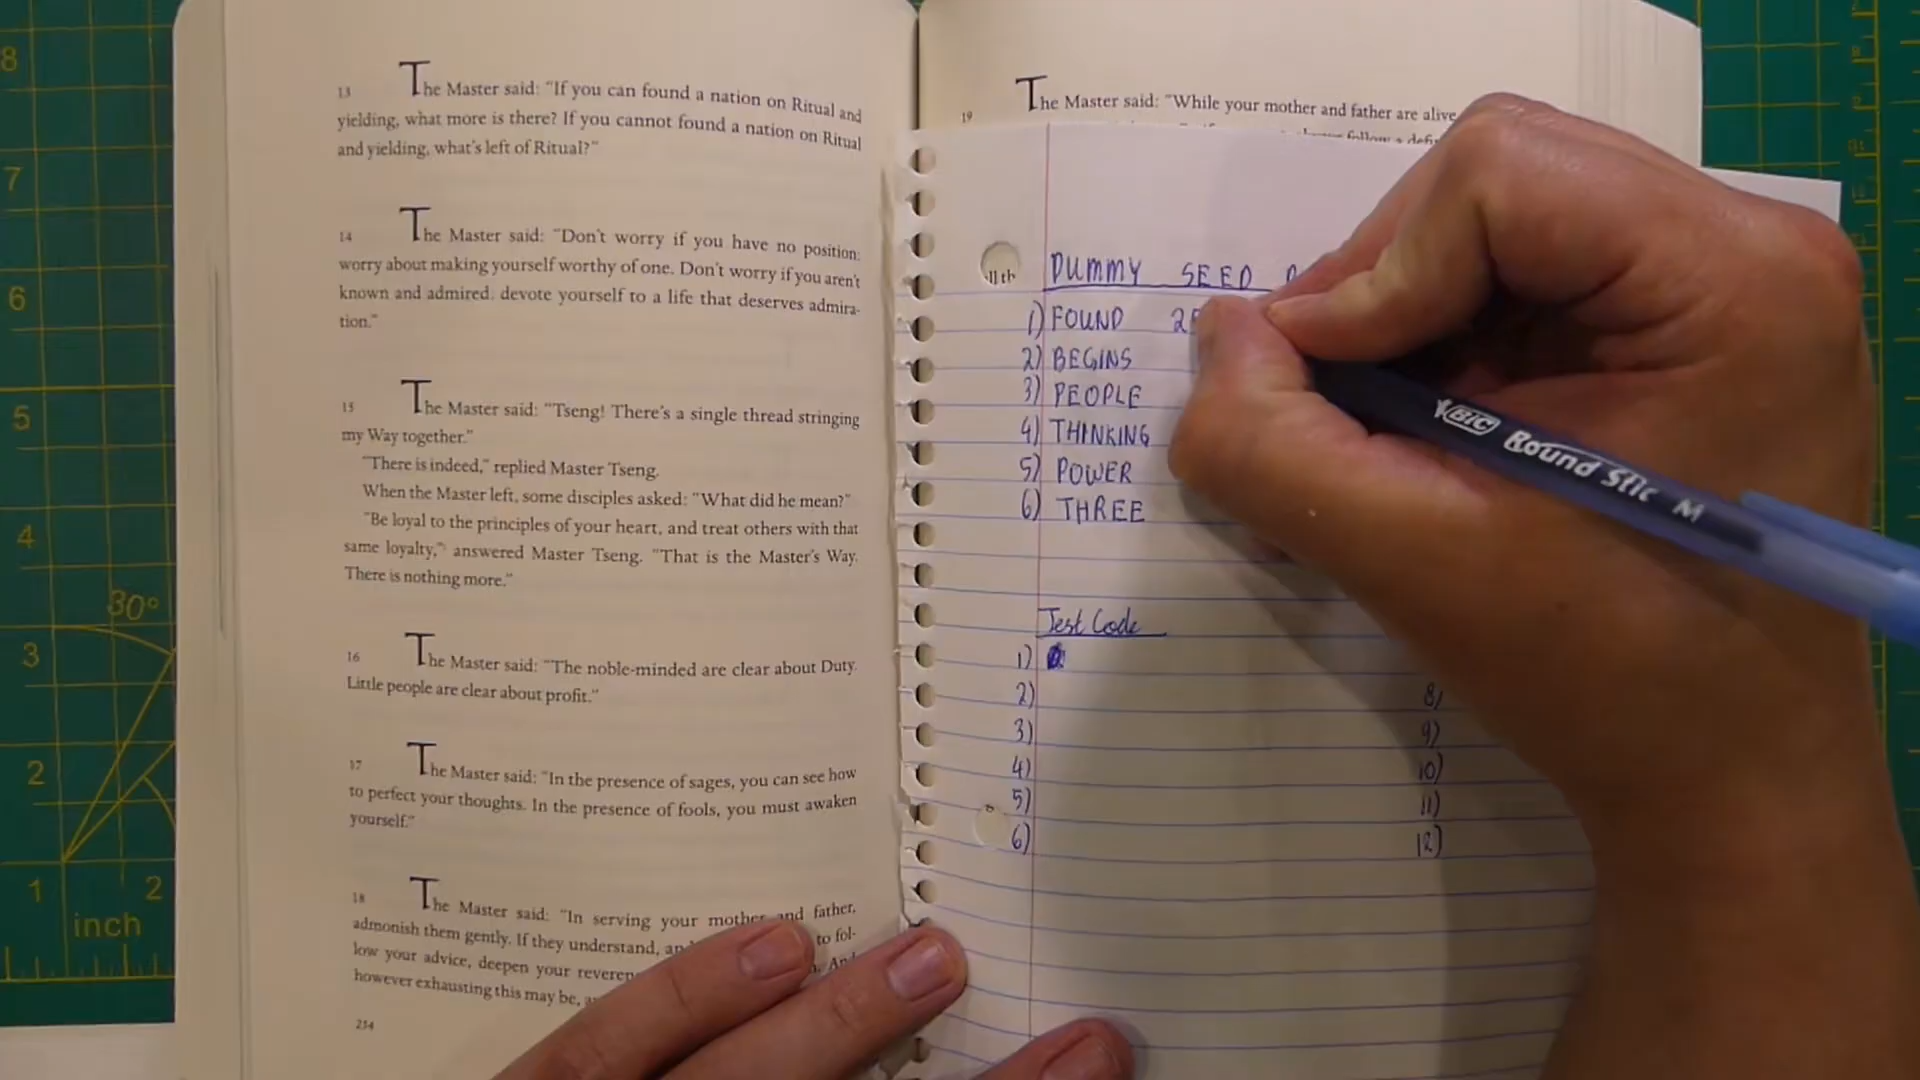 13 The Master said: "If you can found a nation on Ritual and
yielding, what more is there? If you cannot found a nation on Ritual
and yielding, what's left of Ritual?"
14 The Master said: "Don't worry if you have no position:
worry about making yourself worthy of one. Don't worry if you aren't
known and admired, devote yourself to a life that deserves admira-
tion."
15 The Master said: "Tseng! There's a single thread stringing
my Way together."
"There is indeed," replied Master Tseng.
When the Master left, some disciples asked: "What did he mean?"
"Be loyal to the principles of your heart, and treat others with that
same loyalty," answered Master Tseng. "That is the Master's Way.
There is nothing more."
16 The Master said: "The noble-minded are clear about Duty.
Little people are clear about profit."
17 The Master said: "In the presence of sages, you can see how
to perfect your thoughts. In the presence of fools, you must awaken
yourself."
18 The Master said: "In serving your mother and father,
admonish them gently. If they understand, to fol-
low your advice, deepen your
however exhausting this may be,
234
19 The Master said: "While your mother and father are alive
follow a
11th
DUMMY SEED
1) FOUND
2) BEGINS
3) PEOPLE
4) THINKING
5) POWER
6) THREE
Test Code
1)
2) 8)
3) 9)
4) 10)
5) 11)
6) 12)
BIC Round Stic M
8
7
6
5
4
3
2
1 2
30°
inch